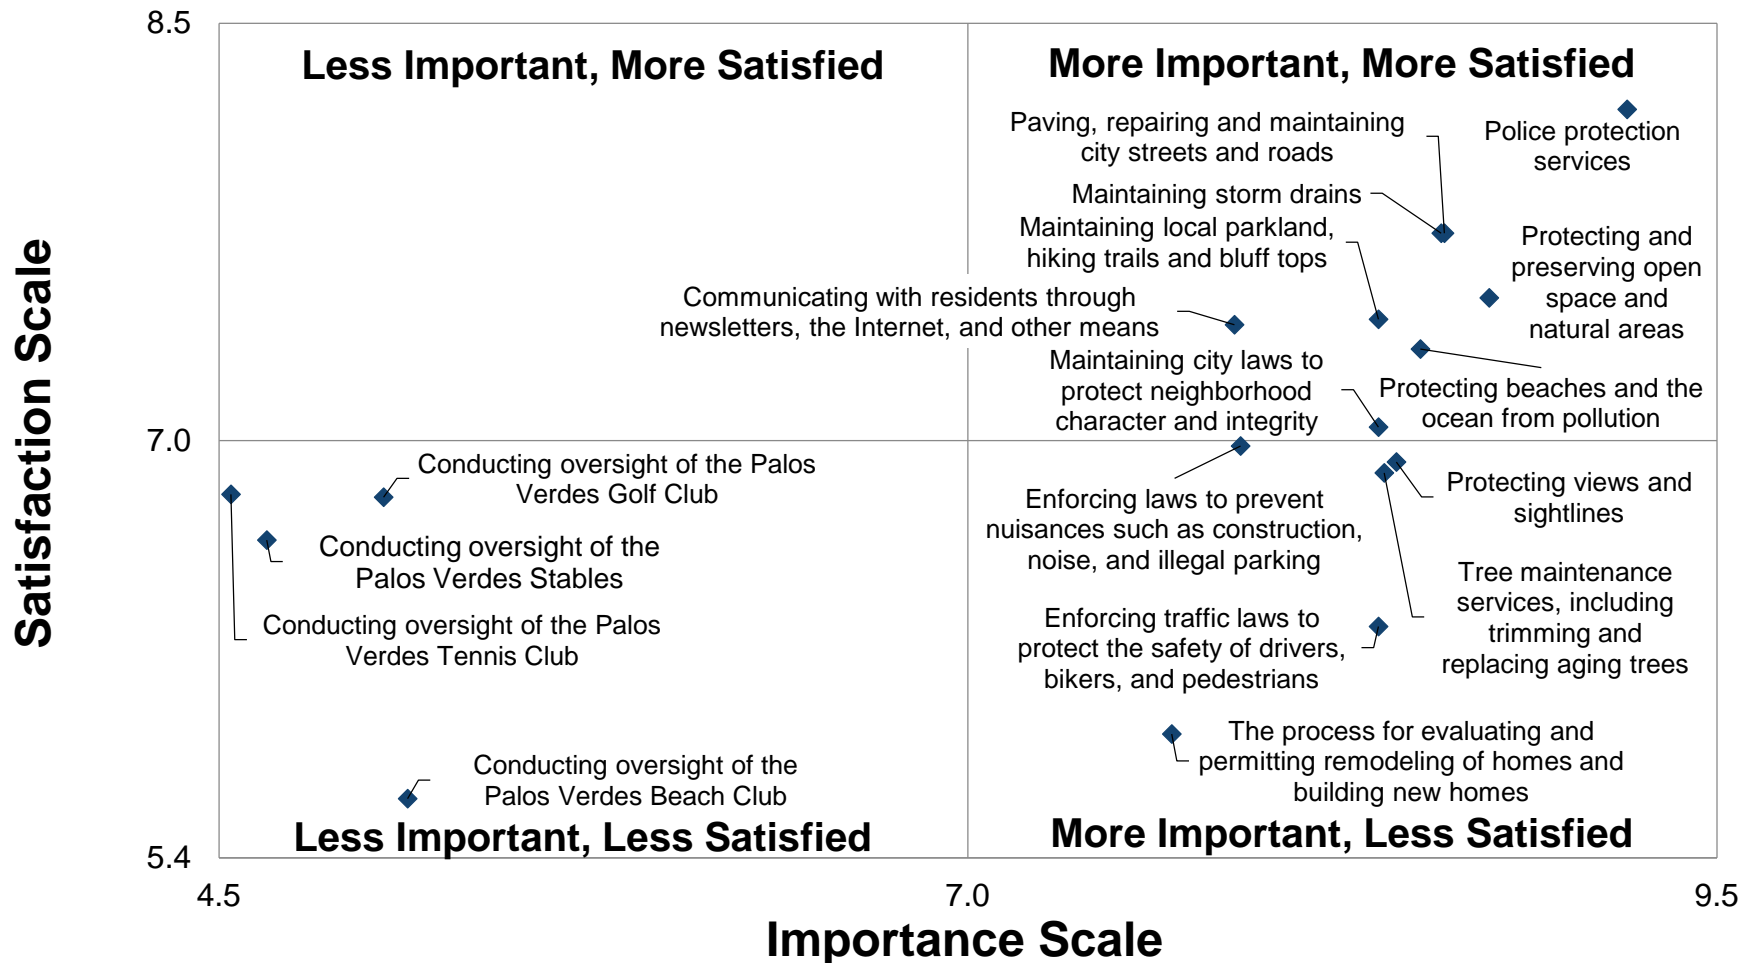 8.5
Less Important, More Satisfied
More Important, More Satisfied
Paving, repairing and maintaining
city streets and roads
Police protection
services
Maintaining storm drains
Maintaining local parkland,
hiking trails and bluff tops
Protecting and
preserving open
space and
natural areas
Communicating with residents through
newsletters, the Internet, and other means
Maintaining city laws to
protect neighborhood
character and integrity
Protecting beaches and the
ocean from pollution
Satisfaction Scale
7.0
Conducting oversight of the Palos
Verdes Golf Club
Conducting oversight of the
Palos Verdes Stables
Conducting oversight of the Palos
Verdes Tennis Club
Enforcing laws to prevent
nuisances such as construction,
noise, and illegal parking
Protecting views and
sightlines
Tree maintenance
services, including
trimming and
replacing aging trees
Enforcing traffic laws to
protect the safety of drivers,
bikers, and pedestrians
The process for evaluating and
permitting remodeling of homes and
building new homes
Conducting oversight of the
Palos Verdes Beach Club
Less Important, Less Satisfied
More Important, Less Satisfied
5.4
4.5
7.0
9.5
Importance Scale